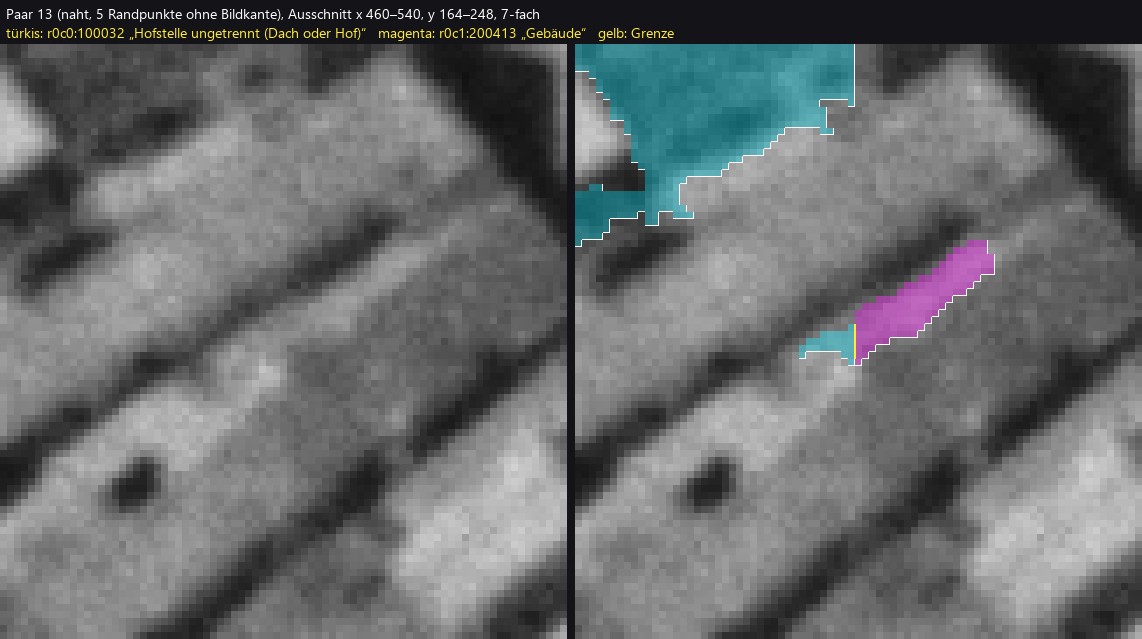 Paar 13 (naht, 5 Randpunkte ohne Bildkante), Ausschnitt x 460–540, y 164–248, 7-fach
türkis: r0c0:100032 „Hofstelle ungetrennt (Dach oder Hof)“ magenta: r0c1:200413 „Gebäude“ gelb: Grenze